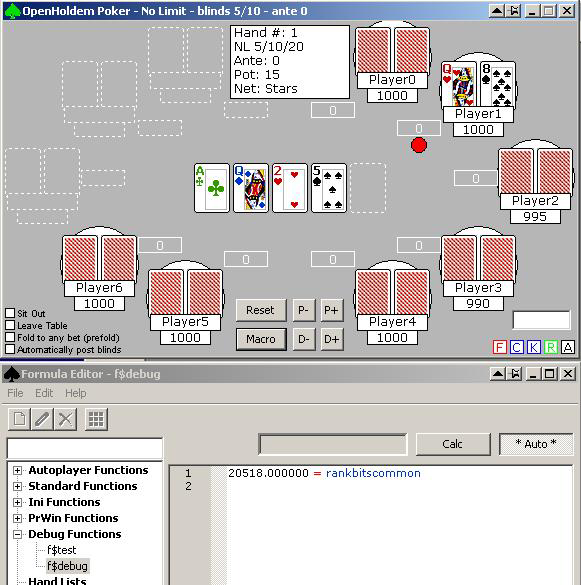 OpenHoldem Poker - No Limit - blinds 5/10 - ante 0
Hand #: 1
NL 5/10/20
Ante: 0
Pot: 15
Net: Stars
Player0
1000
0
Q
8
Player1
1000
0
Player2
995
0
A
Q
2
5
Player6
1000
0
Player5
1000
0
Player4
1000
0
Player3
990
0
Sit Out
Leave Table
Fold to any bet (prefold)
Automatically post blinds
Reset
P-
P+
Macro
D-
D+
F
C
K
R
A
Formula Editor - f$debug
File Edit Help
Calc
* Auto *
Autoplayer Functions
Standard Functions
Ini Functions
PrWin Functions
Debug Functions
f$test
f$debug
Hand Lists
1 20518.000000 = rankbitscommon
2